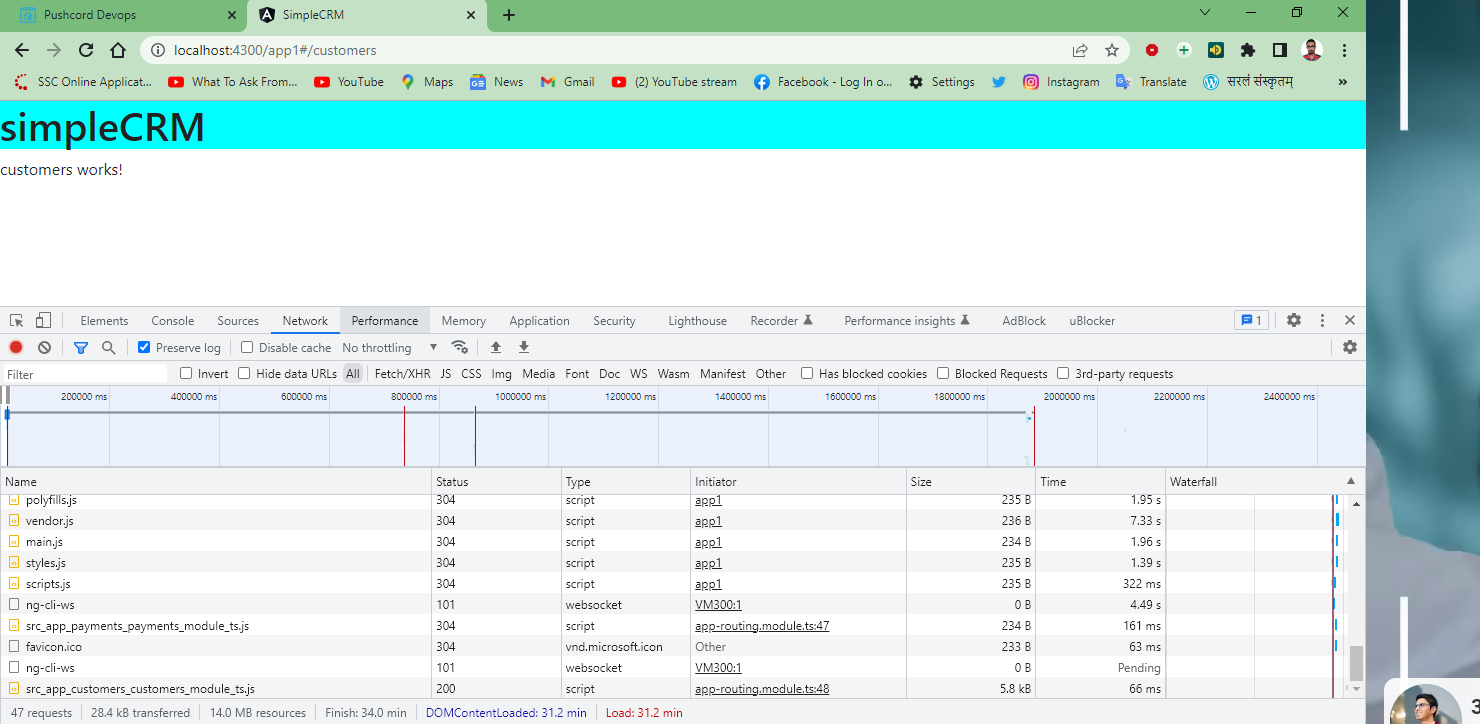 Pushcord Devops
SimpleCRM
localhost:4300/app1#/customers
SSC Online Applicat... What To Ask From... YouTube Maps News Gmail (2) YouTube stream Facebook - Log In o... Settings Instagram Translate सरलं संस्कृतम् »
simpleCRM
customers works!
Elements Console Sources Network Performance Memory Application Security Lighthouse Recorder Performance insights AdBlock uBlocker 1
Preserve log Disable cache No throttling
Filter Invert Hide data URLs All Fetch/XHR JS CSS Img Media Font Doc WS Wasm Manifest Other Has blocked cookies Blocked Requests 3rd-party requests
200000 ms 400000 ms 600000 ms 800000 ms 1000000 ms 1200000 ms 1400000 ms 1600000 ms 1800000 ms 2000000 ms 2200000 ms 2400000 ms
Name Status Type Initiator Size Time Waterfall
polyfills.js 304 script app1 235 B 1.95 s
vendor.js 304 script app1 236 B 7.33 s
main.js 304 script app1 234 B 1.96 s
styles.js 304 script app1 235 B 1.39 s
scripts.js 304 script app1 235 B 322 ms
ng-cli-ws 101 websocket VM300:1 0 B 4.49 s
src_app_payments_payments_module_ts.js 304 script app-routing.module.ts:47 234 B 161 ms
favicon.ico 304 vnd.microsoft.icon Other 233 B 63 ms
ng-cli-ws 101 websocket VM300:1 0 B Pending
src_app_customers_customers_module_ts.js 200 script app-routing.module.ts:48 5.8 kB 66 ms
47 requests 28.4 kB transferred 14.0 MB resources Finish: 34.0 min DOMContentLoaded: 31.2 min Load: 31.2 min